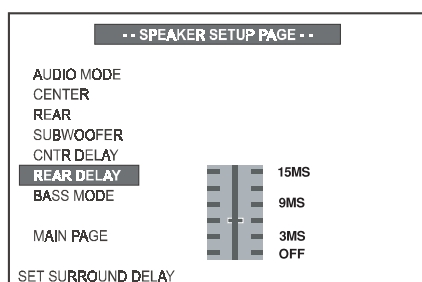 - - SPEAKER SETUP PAGE - -
AUDIO MODE
CENTER
REAR
SUBWOOFER
CNTR DELAY
REAR DELAY
BASS MODE
MAIN PAGE
15MS
9MS
3MS
OFF
SET SURROUND DELAY